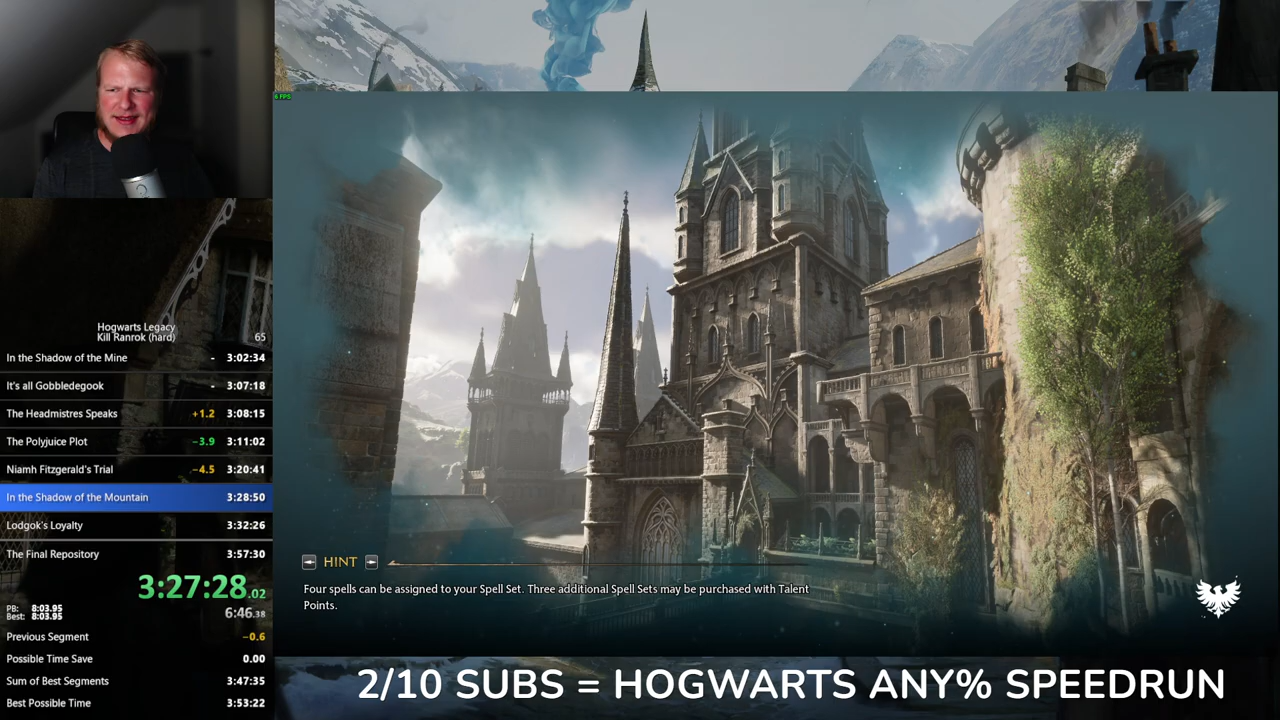 6 FPS
Hogwarts Legacy
Kill Ranrok (hard) 65
In the Shadow of the Mine - 3:02:34
It's all Gobbledegook - 3:07:18
The Headmistres Speaks +1.2 3:08:15
The Polyjuice Plot −3.9 3:11:02
Niamh Fitzgerald's Trial −4.5 3:20:41
In the Shadow of the Mountain 3:28:50
Lodgok's Loyalty 3:32:26
The Final Repository 3:57:30
3:27:28.02
PB: 8:03.95
Best: 8:03.95
6:46.38
Previous Segment −0.6
Possible Time Save 0.00
Sum of Best Segments 3:47:35
Best Possible Time 3:53:22
HINT
Four spells can be assigned to your Spell Set. Three additional Spell Sets may be purchased with Talent
Points.
2/10 SUBS = HOGWARTS ANY% SPEEDRUN